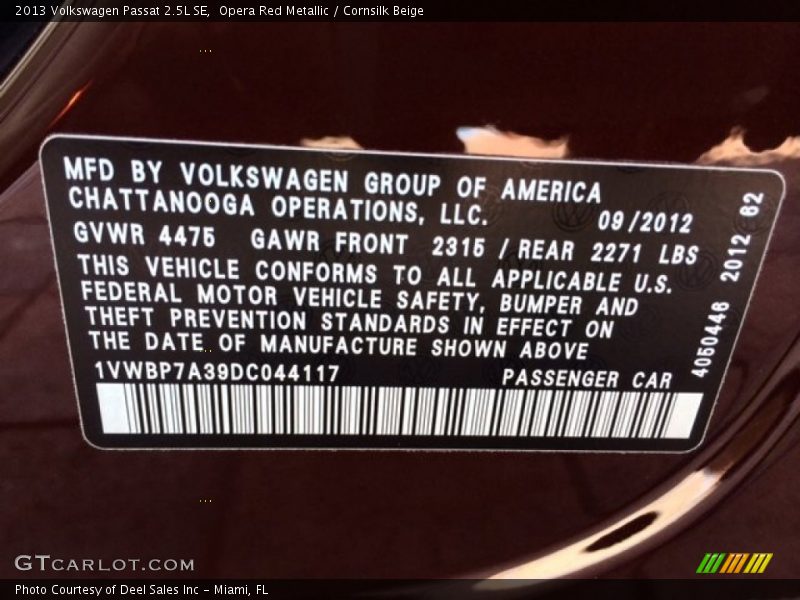 2013 Volkswagen Passat 2.5L SE,  Opera Red Metallic / Cornsilk Beige
MFD BY VOLKSWAGEN GROUP OF AMERICA
CHATTANOOGA OPERATIONS, LLC.
09/2012
GVWR 4475 GAWR FRONT 2315 / REAR 2271 LBS
THIS VEHICLE CONFORMS TO ALL APPLICABLE U.S.
FEDERAL MOTOR VEHICLE SAFETY, BUMPER AND
THEFT PREVENTION STANDARDS IN EFFECT ON
THE DATE OF MANUFACTURE SHOWN ABOVE
1VWBP7A39DC044117 PASSENGER CAR
4050446 2012 82
GTCARLOT.COM
Photo Courtesy of Deel Sales Inc - Miami, FL